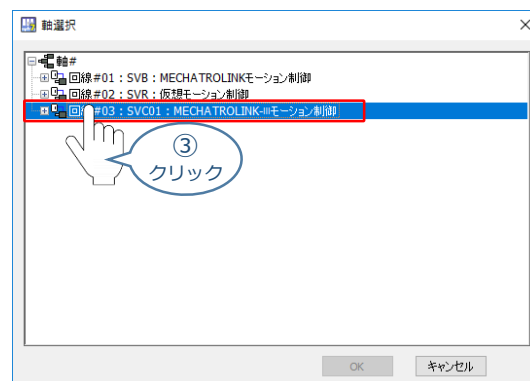 軸選択
軸#
回線#01 : SVB : MECHATROLINKモーション制御
回線#02 : SVR : 仮想モーション制御
回線#03 : SVC01 : MECHATROLINK-IIIモーション制御
③
クリック
OK
キャンセル